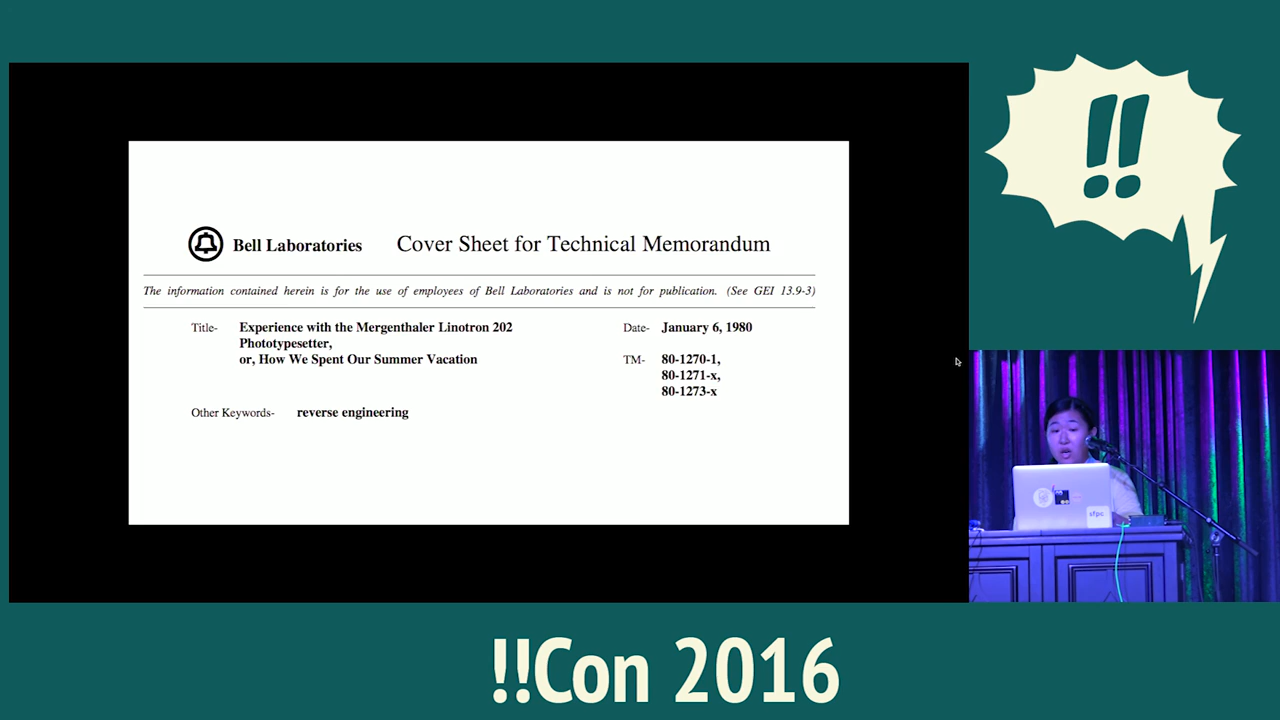 !!
Bell Laboratories Cover Sheet for Technical Memorandum
The information contained herein is for the use of employees of Bell Laboratories and is not for publication. (See GEI 13.9-3)
Title- Experience with the Mergenthaler Linotron 202
Phototypesetter,
or, How We Spent Our Summer Vacation
Date- January 6, 1980
TM- 80-1270-1,
80-1271-x,
80-1273-x
Other Keywords- reverse engineering
sfpc
!!Con 2016